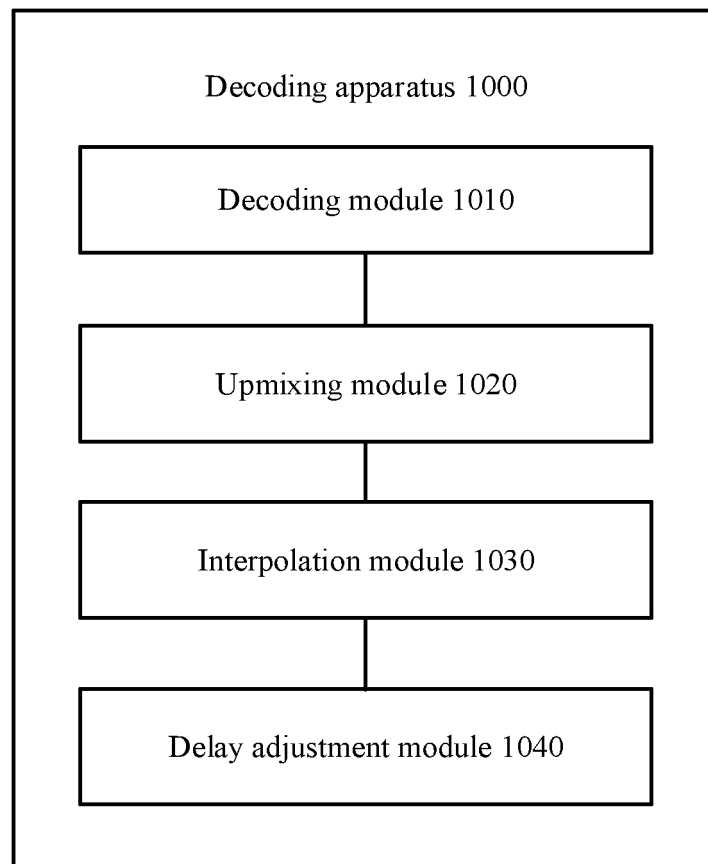 Decoding apparatus 1000
Decoding module 1010
Upmixing module 1020
Interpolation module 1030
Delay adjustment module 1040